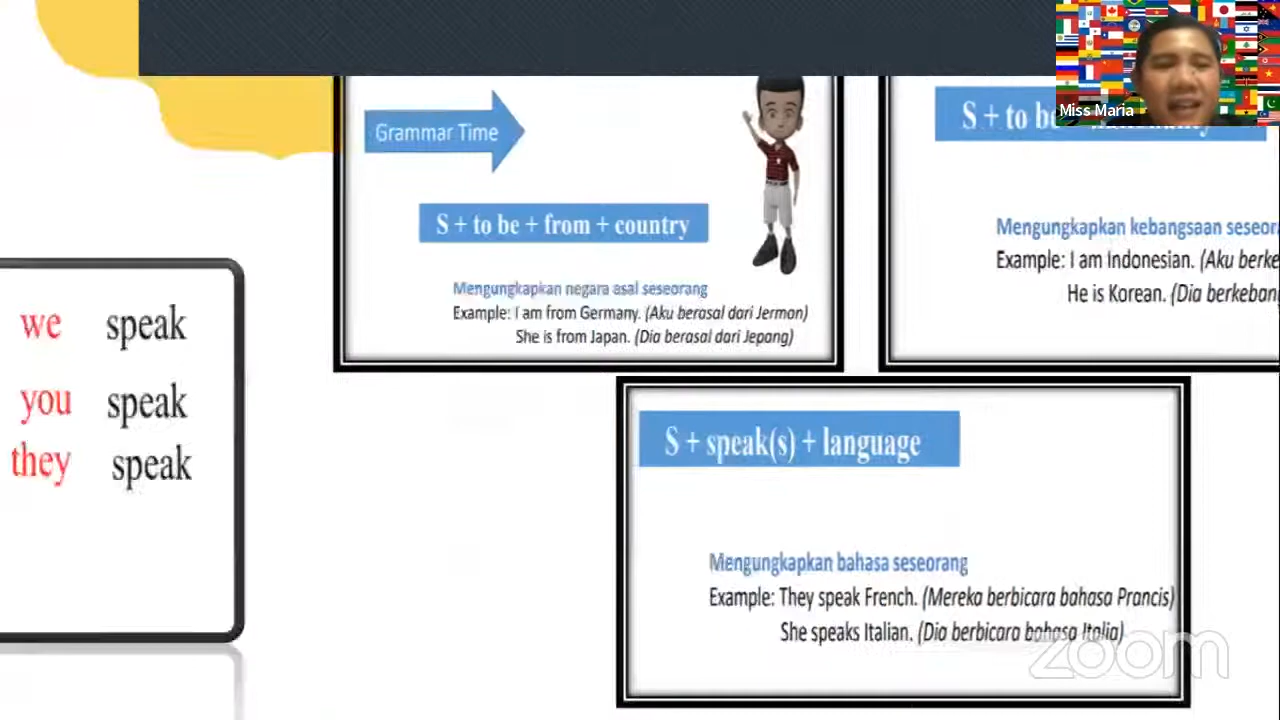 Grammar Time
S + to be + from + country
Mengungkapkan negara asal seseorang
Example: I am from Germany. (Aku berasal dari Jerman)
She is from Japan. (Dia berasal dari Jepang)
Miss Maria
S + to be
Mengungkapkan kebangsaan
Example: I am Indonesian. (Aku
He is Korean. (Dia
we speak
you speak
they speak
S + speak(s) + language
Mengungkapkan bahasa seseorang
Example: They speak French. (Mereka berbicara bahasa Prancis)
She speaks Italian. (Dia berbicara bahasa Italia)
zoom